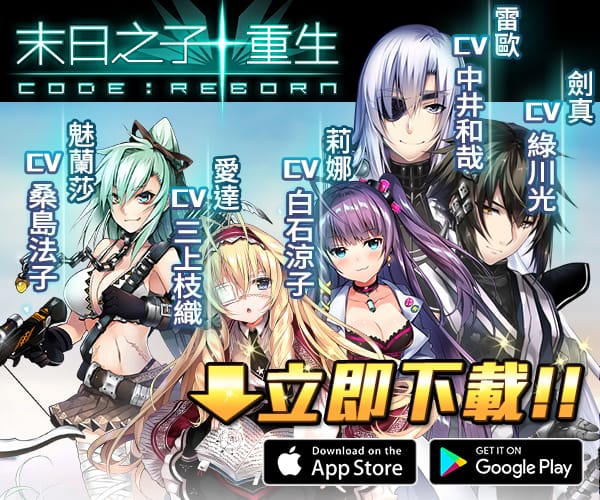 末日之子＋重生
CODE:REBORN
魅蘭莎
CV 桑島法子
愛達
CV 三上枝織
莉娜
CV 白石涼子
雷歐
CV 中井和哉
劍真
CV 綠川光
立即下載!!
Download on the
App Store
GET IT ON
Google Play